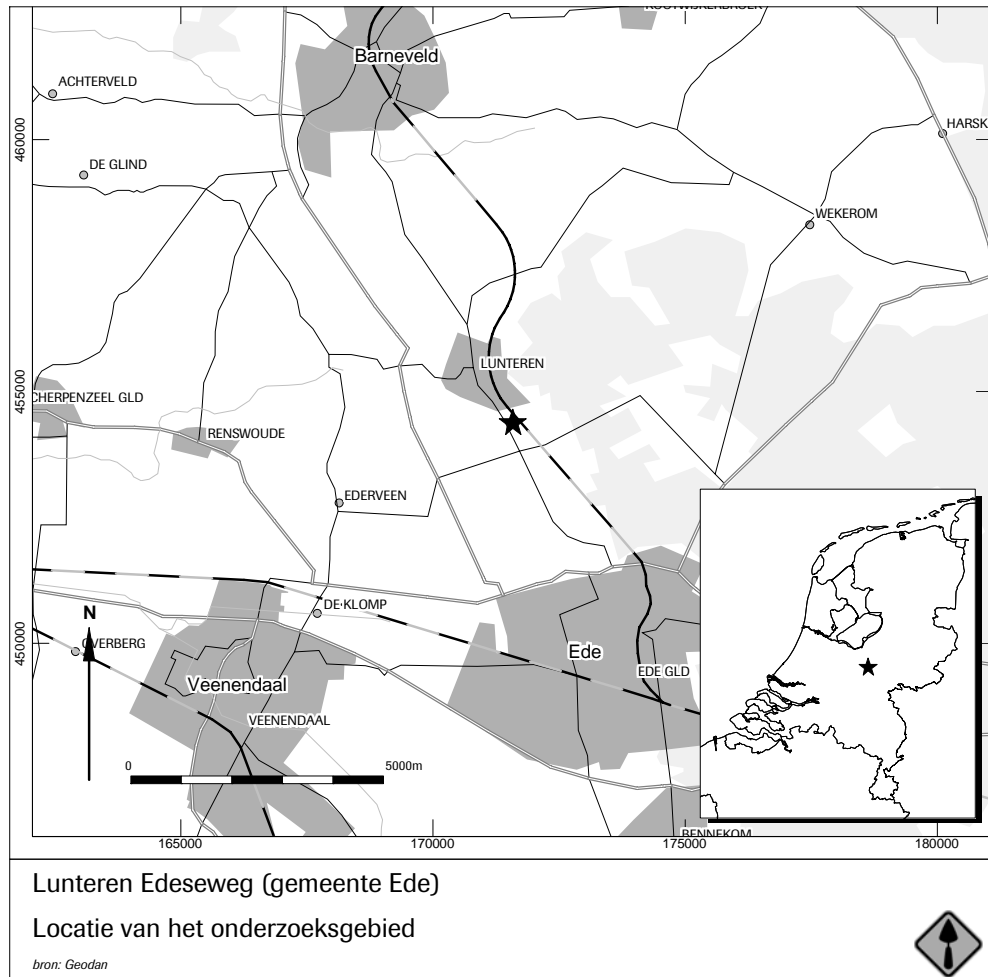 Barneveld
ACHTERVELD
460000
HARSK
DE GLIND
WEKEROM
LUNTEREN
455000
CHERPENZEEL GLD
RENSWOUDE
EDERVEEN
DE KLOMP
N
OVERBERG
450000
Ede
EDE GLD
Veenendaal
VEENENDAAL
0
5000m
BENNEKOM
165000
170000
175000
180000
Lunteren Edeseweg (gemeente Ede)
Locatie van het onderzoeksgebied
bron: Geodan